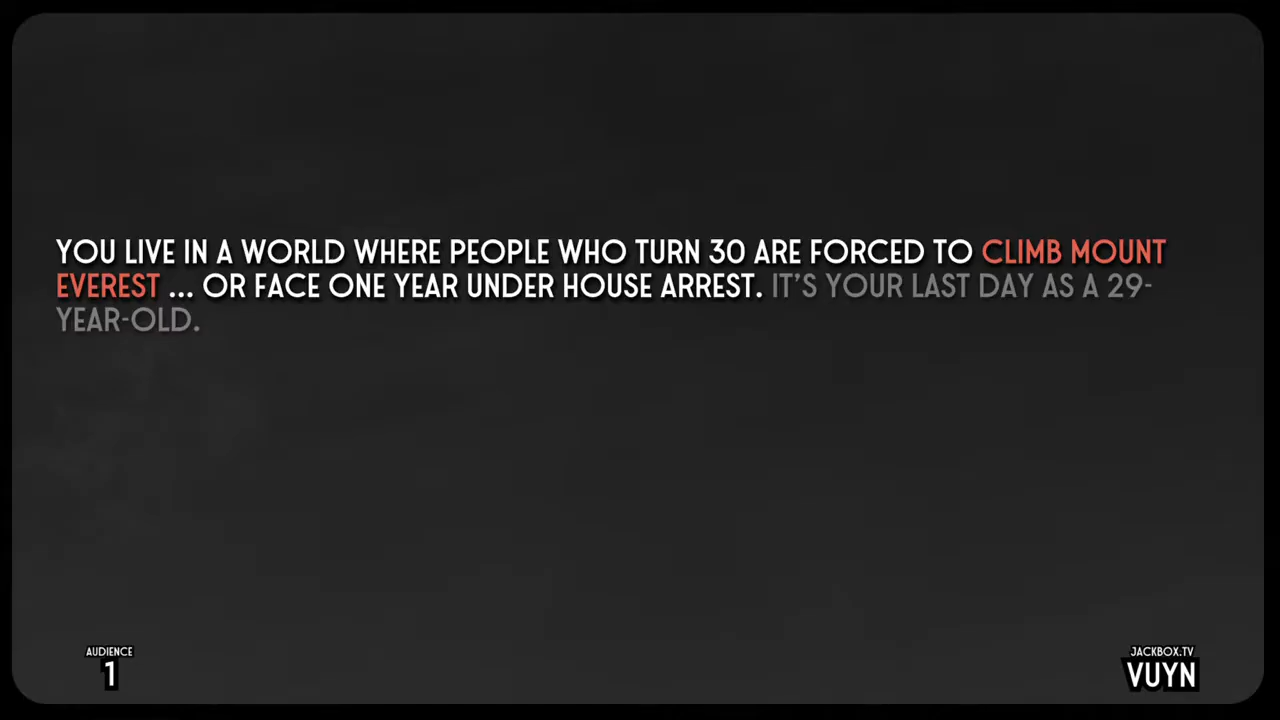 YOU LIVE IN A WORLD WHERE PEOPLE WHO TURN 30 ARE FORCED TO CLIMB MOUNT
EVEREST ... OR FACE ONE YEAR UNDER HOUSE ARREST. IT'S YOUR LAST DAY AS A 29-
YEAR-OLD.
AUDIENCE
1
JACKBOX.TV
VUYN